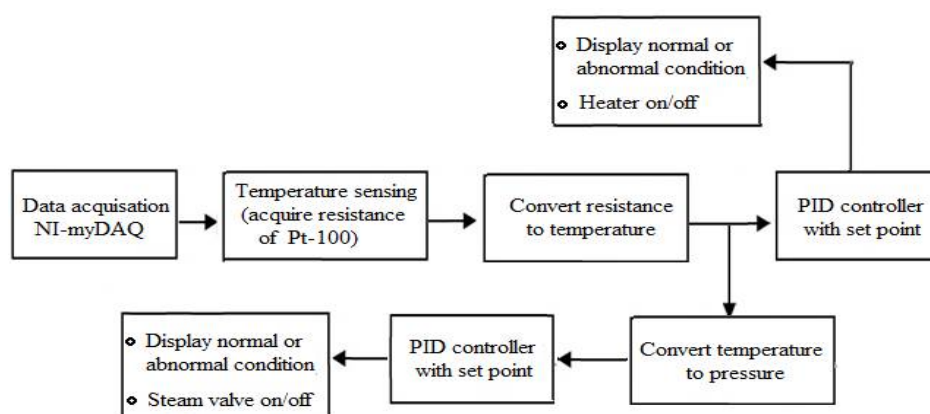 Display normal or
abnormal condition
Heater on/off
Data acquisation
NI-myDAQ
Temperature sensing
(acquire resistance
of Pt-100)
Convert resistance
to temperature
PID controller
with set point
Display normal or
abnormal condition
Steam valve on/off
PID controller
with set point
Convert temperature
to pressure